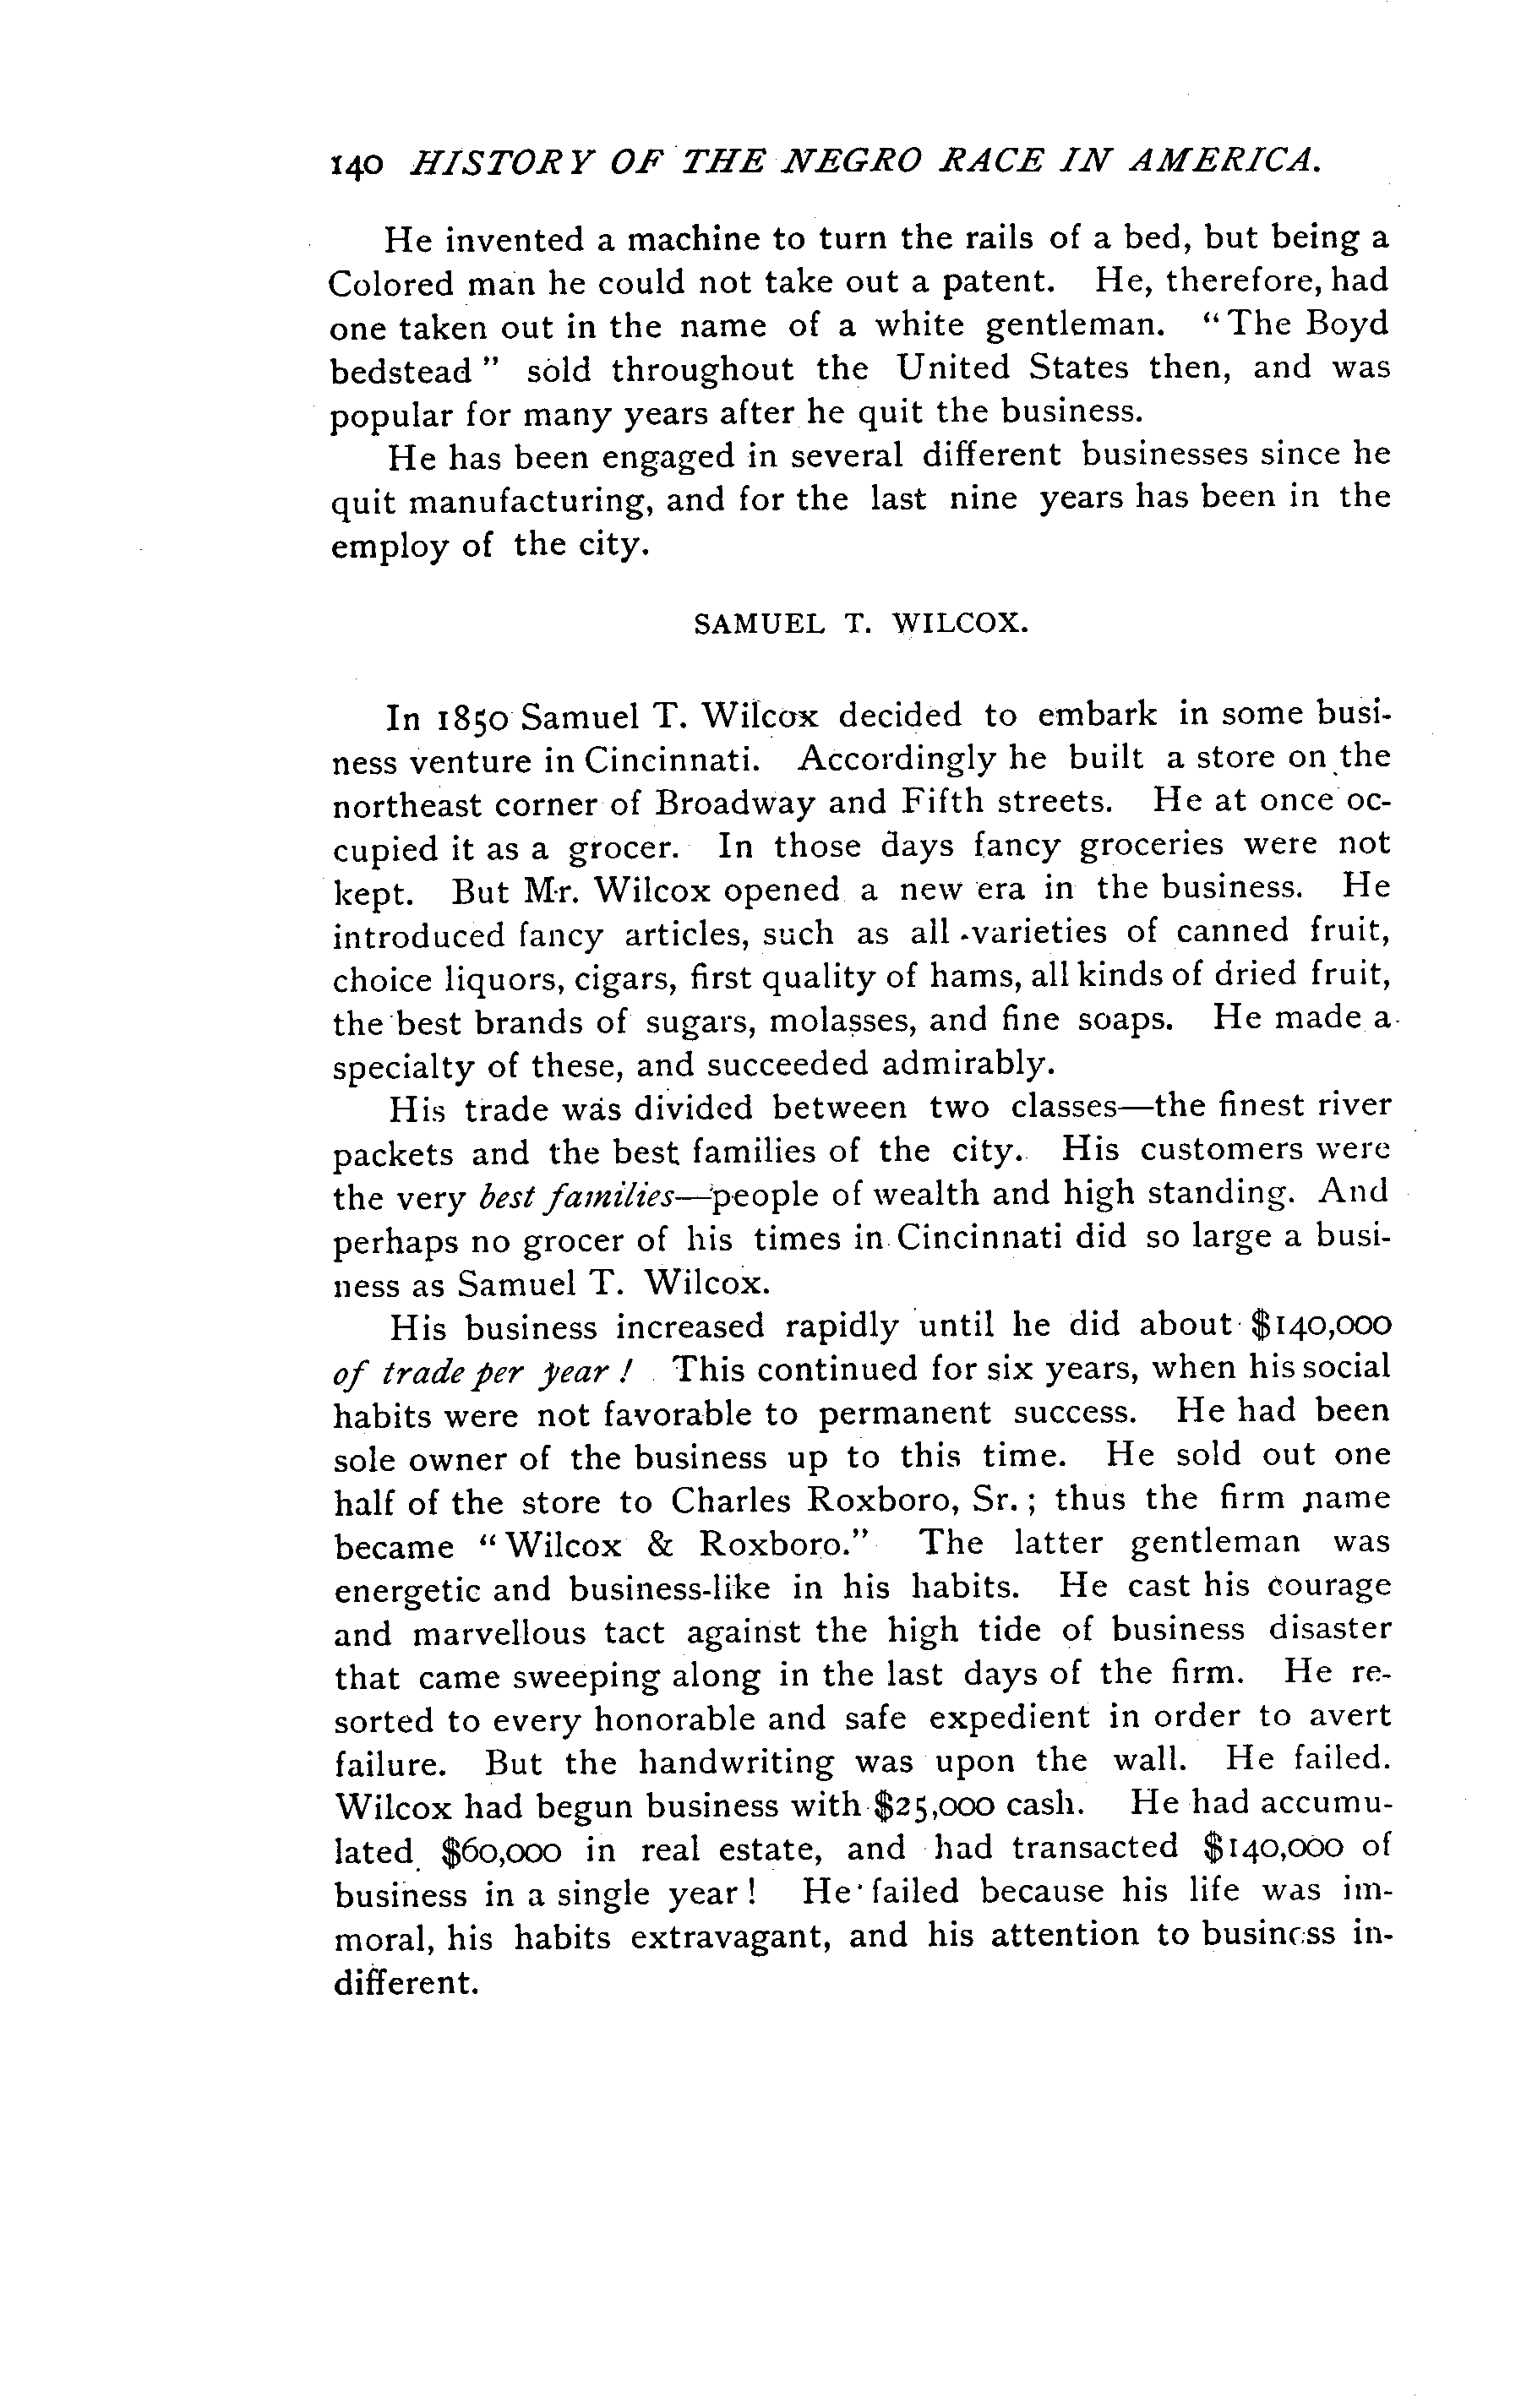 140 HISTORY OF THE NEGRO RACE IN AMERICA.
He invented a machine to turn the rails of a bed, but being a
Colored man he could not take out a patent. He, therefore, had
one taken out in the name of a white gentleman. "The Boyd
bedstead" sold throughout the United States then, and was
popular for many years after he quit the business.
He has been engaged in several different businesses since he
quit manufacturing, and for the last nine years has been in the
employ of the city.
SAMUEL T. WILCOX.
In 1850 Samuel T. Wilcox decided to embark in some busi-
ness venture in Cincinnati. Accordingly he built a store on the
northeast corner of Broadway and Fifth streets. He at once oc-
cupied it as a grocer. In those days fancy groceries were not
kept. But Mr. Wilcox opened a new era in the business. He
introduced fancy articles, such as all varieties of canned fruit,
choice liquors, cigars, first quality of hams, all kinds of dried fruit,
the best brands of sugars, molasses, and fine soaps. He made a
specialty of these, and succeeded admirably.
His trade was divided between two classes—the finest river
packets and the best families of the city. His customers were
the very best families—people of wealth and high standing. And
perhaps no grocer of his times in Cincinnati did so large a busi-
ness as Samuel T. Wilcox.
His business increased rapidly until he did about $140,000
of trade per year! This continued for six years, when his social
habits were not favorable to permanent success. He had been
sole owner of the business up to this time. He sold out one
half of the store to Charles Roxboro, Sr.; thus the firm name
became "Wilcox & Roxboro." The latter gentleman was
energetic and business-like in his habits. He cast his courage
and marvellous tact against the high tide of business disaster
that came sweeping along in the last days of the firm. He re-
sorted to every honorable and safe expedient in order to avert
failure. But the handwriting was upon the wall. He failed.
Wilcox had begun business with $25,000 cash. He had accumu-
lated $60,000 in real estate, and had transacted $140,000 of
business in a single year! He failed because his life was im-
moral, his habits extravagant, and his attention to business in-
different.